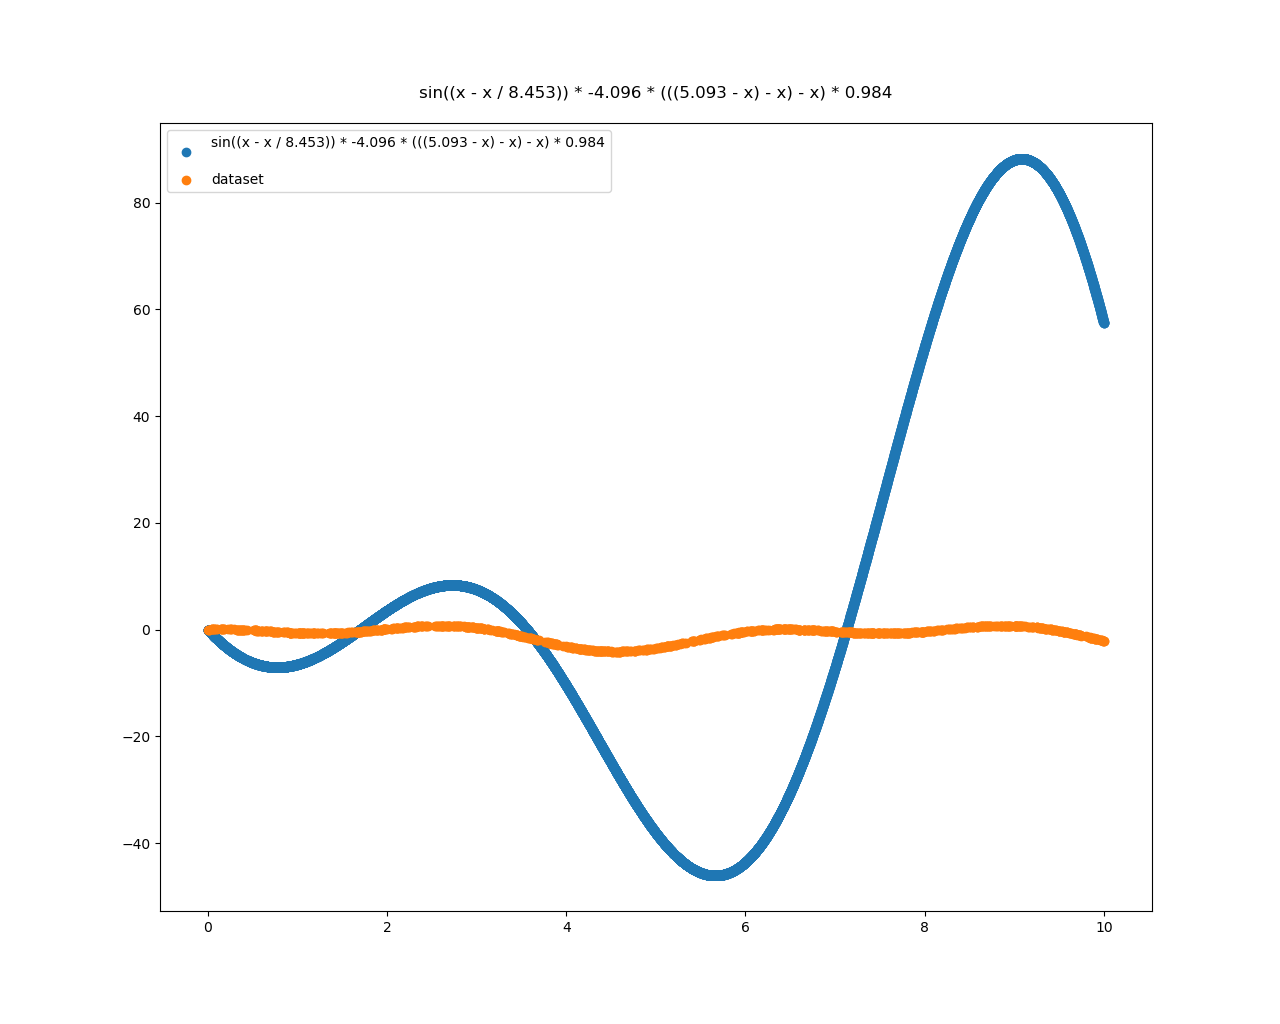 sin((x - x / 8.453)) * -4.096 * (((5.093 - x) - x) - x) * 0.984
sin((x - x / 8.453)) * -4.096 * (((5.093 - x) - x) - x) * 0.984
dataset
80
60
40
20
0
−20
−40
0 2 4 6 8 10